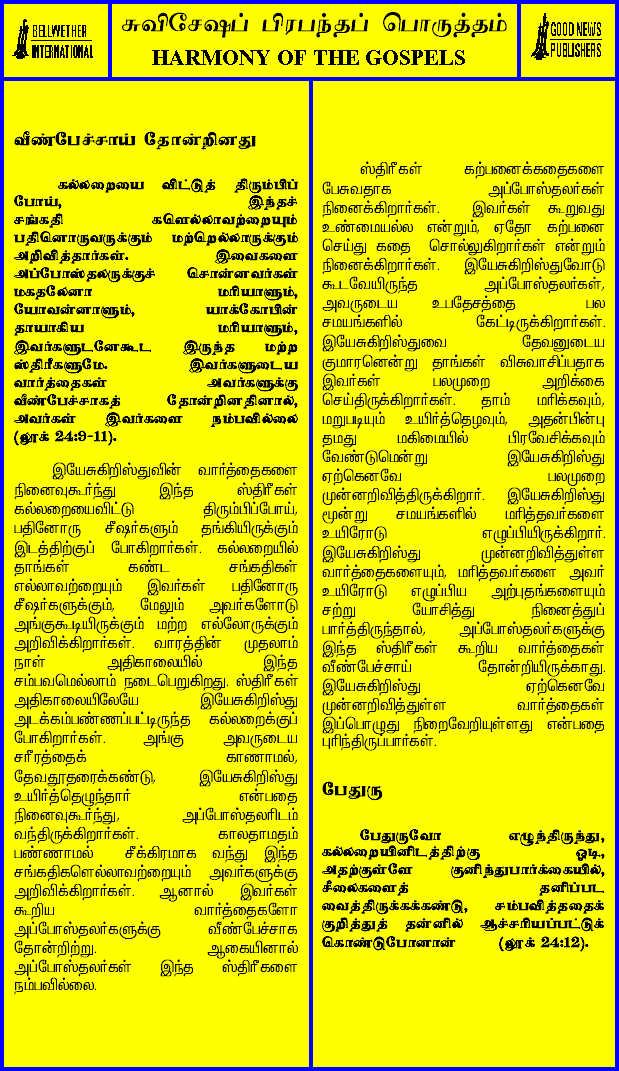 BELLWETHER
INTERNATIONAL
சுவிசேஷப் பிரபந்தப் பொருத்தம்
HARMONY OF THE GOSPELS
GOOD NEWS
PUBLISHERS
வீண்பேச்சாய் தோன்றினது
கல்லறையை விட்டுத் திரும்பிப்
போய், இந்தச்
சங்கதி களெல்லாவற்றையும்
பதினொருவருக்கும் மற்றெல்லாருக்கும்
அறிவித்தார்கள். இவைகளை
அப்போஸ்தலருக்குச் சொன்னவர்கள்
மகதலேனா மரியாளும்,
யோவன்னாளும், யாக்கோபின்
தாயாகிய மரியாளும்,
இவர்களுடனேகூட இருந்த மற்ற
ஸ்திரீகளுமே. இவர்களுடைய
வார்த்தைகள் அவர்களுக்கு
வீண்பேச்சாகத் தோன்றினதினால்,
அவர்கள் இவர்களை நம்பவில்லை
(லூக் 24:9-11).
இயேசுகிறிஸ்துவின் வார்த்தைகளை
நினைவுகூர்ந்து இந்த ஸ்திரீகள்
கல்லறையைவிட்டு திரும்பிப்போய்,
பதினோரு சீஷர்களும் தங்கியிருக்கும்
இடத்திற்குப் போகிறார்கள். கல்லறையில்
தாங்கள் கண்ட சங்கதிகள்
எல்லாவற்றையும் இவர்கள் பதினோரு
சீஷர்களுக்கும், மேலும் அவர்களோடு
அங்குகூடியிருக்கும் மற்ற எல்லோருக்கும்
அறிவிக்கிறார்கள். வாரத்தின் முதலாம்
நாள் அதிகாலையில் இந்த
சம்பவமெல்லாம் நடைபெறுகிறது. ஸ்திரீகள்
அதிகாலையிலேயே இயேசுகிறிஸ்து
அடக்கம்பண்ணப்பட்டிருந்த கல்லறைக்குப்
போகிறார்கள். அங்கு அவருடைய
சரீரத்தைக் காணாமல்,
தேவதூதரைக்கண்டு, இயேசுகிறிஸ்து
உயிர்த்தெழுந்தார் என்பதை
நினைவுகூர்ந்து, அப்போஸ்தலரிடம்
வந்திருக்கிறார்கள். காலதாமதம்
பண்ணாமல் சீக்கிரமாக வந்து இந்த
சங்கதிகளெல்லாவற்றையும் அவர்களுக்கு
அறிவிக்கிறார்கள். ஆனால் இவர்கள்
கூறிய வார்த்தைகளோ
அப்போஸ்தலர்களுக்கு வீண்பேச்சாக
தோன்றிற்று. ஆகையினால்
அப்போஸ்தலர்கள் இந்த ஸ்திரீகளை
நம்பவில்லை.
ஸ்திரீகள் கற்பனைக்கதைகளை
பேசுவதாக அப்போஸ்தலர்கள்
நினைக்கிறார்கள். இவர்கள் கூறுவது
உண்மையல்ல என்றும், ஏதோ கற்பனை
செய்து கதை சொல்லுகிறார்கள் என்றும்
நினைக்கிறார்கள். இயேசுகிறிஸ்துவோடு
கூடவேயிருந்த அப்போஸ்தலர்கள்,
அவருடைய உபதேசத்தை பல
சமயங்களில் கேட்டிருக்கிறார்கள்.
இயேசுகிறிஸ்துவை தேவனுடைய
குமாரனென்று தாங்கள் விசுவாசிப்பதாக
இவர்கள் பலமுறை அறிக்கை
செய்திருக்கிறார்கள். தாம் மரிக்கவும்,
மறுபடியும் உயிர்த்தெழவும், அதன்பின்பு
தமது மகிமையில் பிரவேசிக்கவும்
வேண்டுமென்று இயேசுகிறிஸ்து
ஏற்கெனவே பலமுறை
முன்னறிவித்திருக்கிறார். இயேசுகிறிஸ்து
மூன்று சமயங்களில் மரித்தவர்களை
உயிரோடு எழுப்பியிருக்கிறார்.
இயேசுகிறிஸ்து முன்னறிவித்துள்ள
வார்த்தைகளையும், மரித்தவர்களை அவர்
உயிரோடு எழுப்பிய அற்புதங்களையும்
சற்று யோசித்து நினைத்துப்
பார்த்திருந்தால், அப்போஸ்தலர்களுக்கு
இந்த ஸ்திரீகள் கூறிய வார்த்தைகள்
வீண்பேச்சாய் தோன்றியிருக்காது.
இயேசுகிறிஸ்து ஏற்கெனவே
முன்னறிவித்துள்ள வார்த்தைகள்
இப்பொழுது நிறைவேறியுள்ளது என்பதை
புரிந்திருப்பார்கள்.
பேதுரு
பேதுருவோ எழுந்திருந்து,
கல்லறையினிடத்திற்கு ஓடி,
அதற்குள்ளே குனிந்துபார்க்கையில்,
சீலைகளைத் தனிப்பட
வைத்திருக்கக்கண்டு, சம்பவித்ததைக்
குறித்துத் தன்னில் ஆச்சரியப்பட்டுக்
கொண்டுபோனான் (லூக் 24:12).